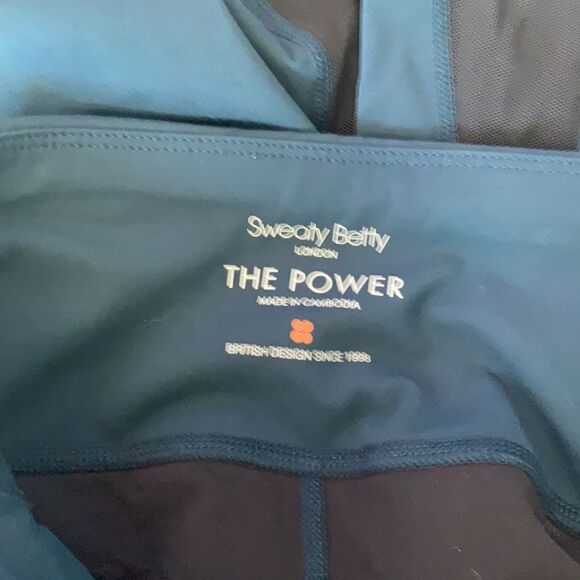 Sweaty Betty
LONDON
THE POWER
MADE IN CAMBODIA
BRITISH DESIGN SINCE 1998